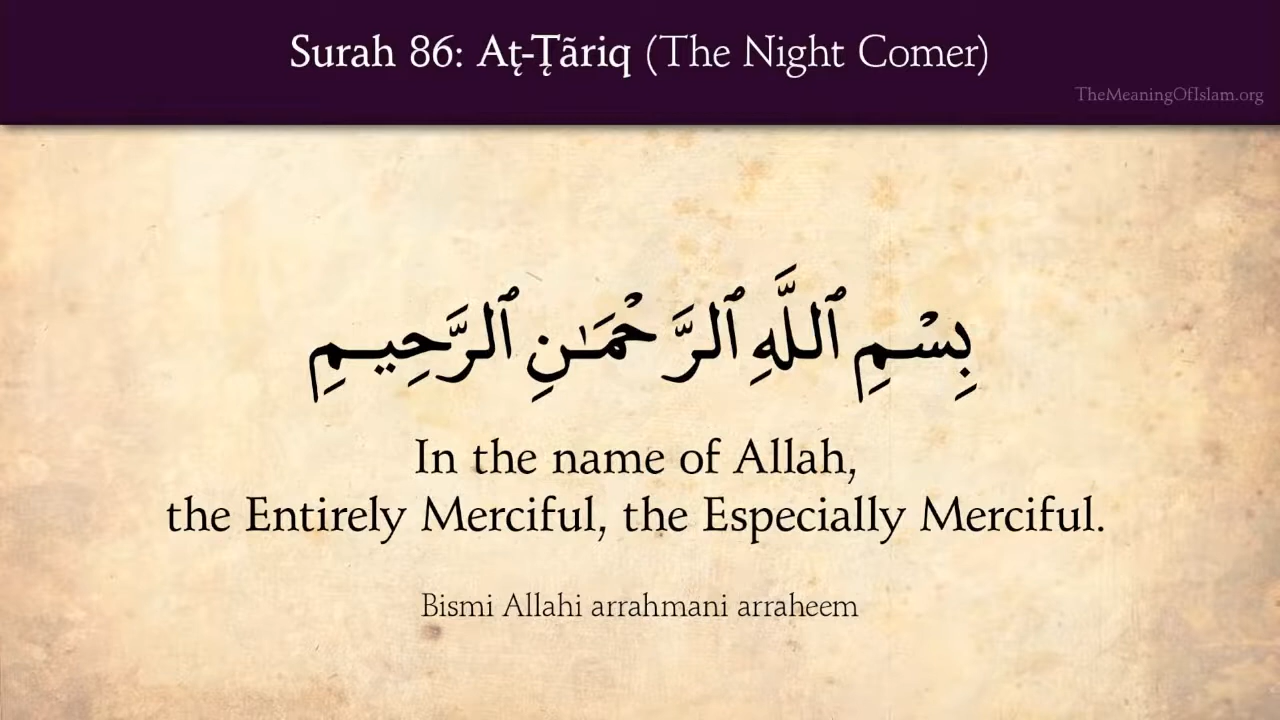 Surah 86: Aţ-Ţãriq (The Night Comer)
TheMeaningOfIslam.org
بِسْمِ ٱللَّهِ ٱلرَّحْمَـٰنِ ٱلرَّحِيمِ
In the name of Allah,
the Entirely Merciful, the Especially Merciful.
Bismi Allahi arrahmani arraheem